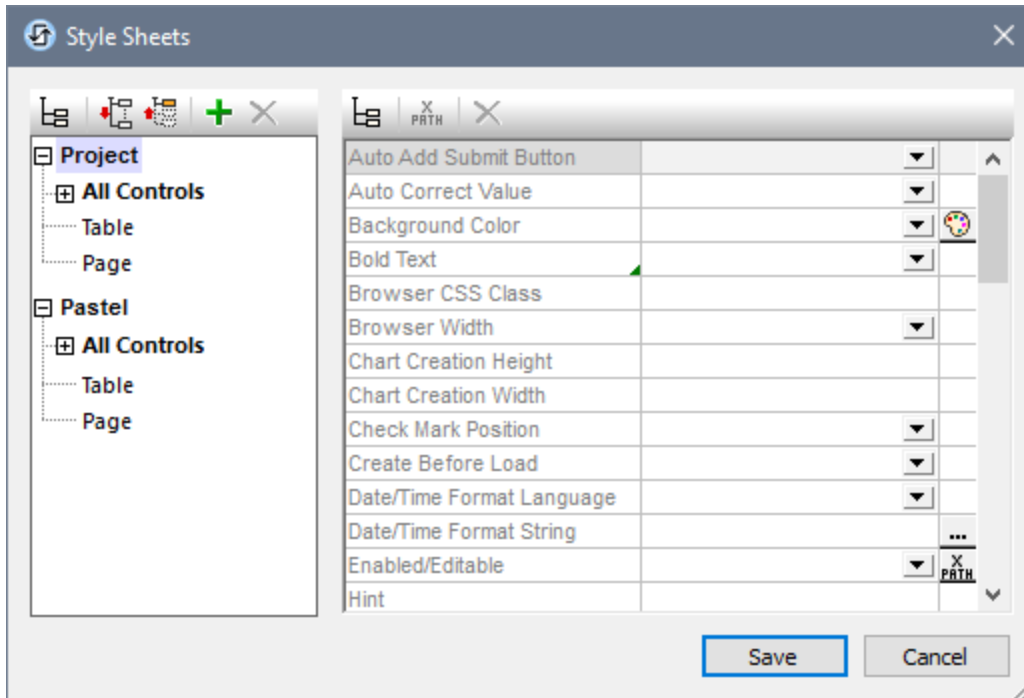 Style Sheets
X
PATH
Project
All Controls
Table
Page
Pastel
All Controls
Table
Page
Auto Add Submit Button
Auto Correct Value
Background Color
Bold Text
Browser CSS Class
Browser Width
Chart Creation Height
Chart Creation Width
Check Mark Position
Create Before Load
Date/Time Format Language
Date/Time Format String
...
Enabled/Editable
X
PATH
Hint
Save Cancel